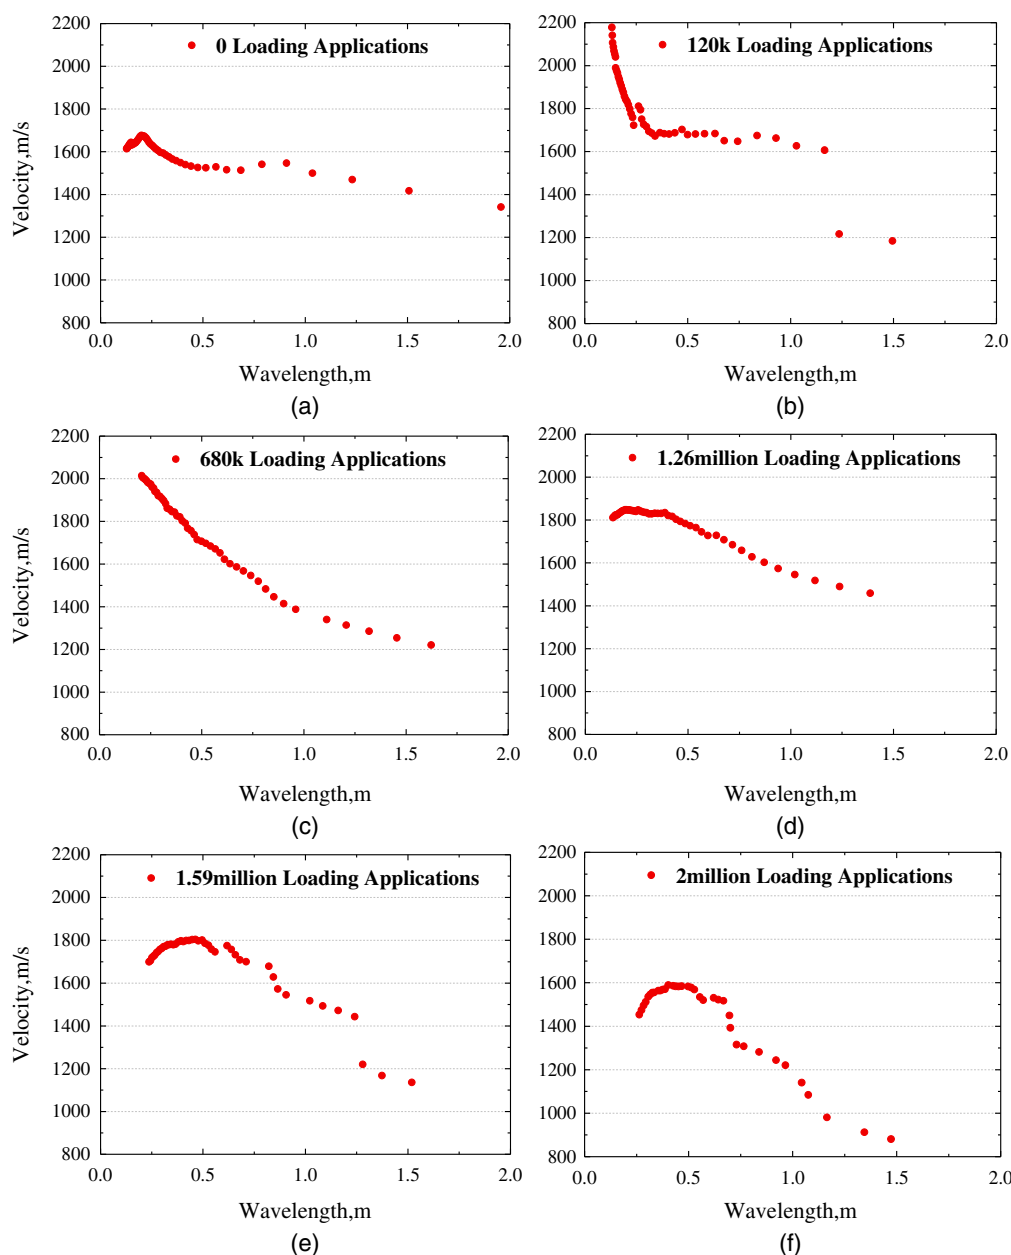 0 Loading Applications
Velocity,m/s
2200
2000
1800
1600
1400
1200
1000
800
0.0 0.5 1.0 1.5 2.0
Wavelength,m
(a)
120k Loading Applications
2200
2000
1800
1600
1400
1200
1000
800
0.0 0.5 1.0 1.5 2.0
Wavelength,m
(b)
680k Loading Applications
Velocity,m/s
2200
2000
1800
1600
1400
1200
1000
800
0.0 0.5 1.0 1.5 2.0
Wavelength,m
(c)
1.26million Loading Applications
2200
2000
1800
1600
1400
1200
1000
800
0.0 0.5 1.0 1.5 2.0
Wavelength,m
(d)
1.59million Loading Applications
Velocity,m/s
2200
2000
1800
1600
1400
1200
1000
800
0.0 0.5 1.0 1.5 2.0
Wavelength,m
(e)
2million Loading Applications
2200
2000
1800
1600
1400
1200
1000
800
0.0 0.5 1.0 1.5 2.0
Wavelength,m
(f)